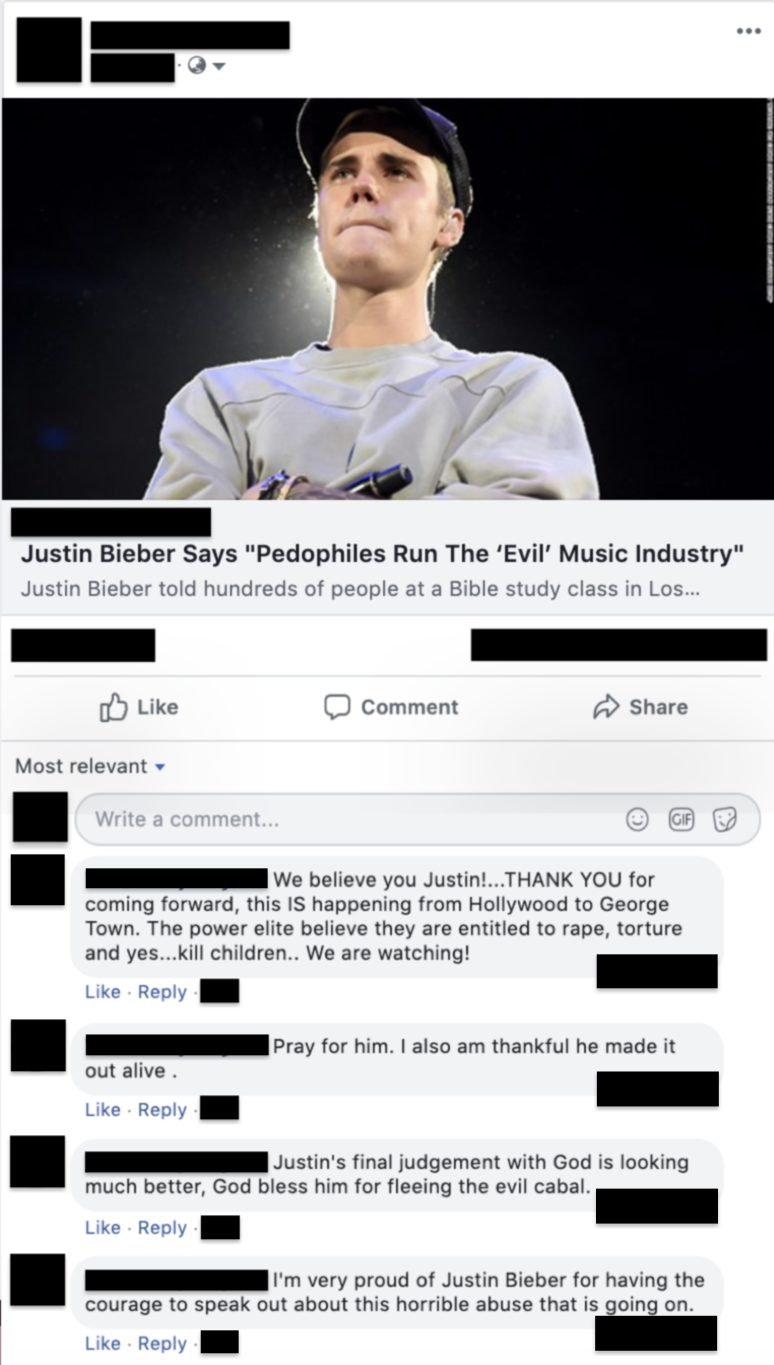 Justin Bieber Says "Pedophiles Run The ‘Evil’ Music Industry"
Justin Bieber told hundreds of people at a Bible study class in Los...
Like
Comment
Share
Most relevant
Write a comment...
GIF
We believe you Justin!...THANK YOU for
coming forward, this IS happening from Hollywood to George
Town. The power elite believe they are entitled to rape, torture
and yes...kill children.. We are watching!
Like · Reply ·
Pray for him. I also am thankful he made it
out alive .
Like · Reply ·
Justin's final judgement with God is looking
much better, God bless him for fleeing the evil cabal.
Like · Reply ·
I'm very proud of Justin Bieber for having the
courage to speak out about this horrible abuse that is going on.
Like · Reply ·